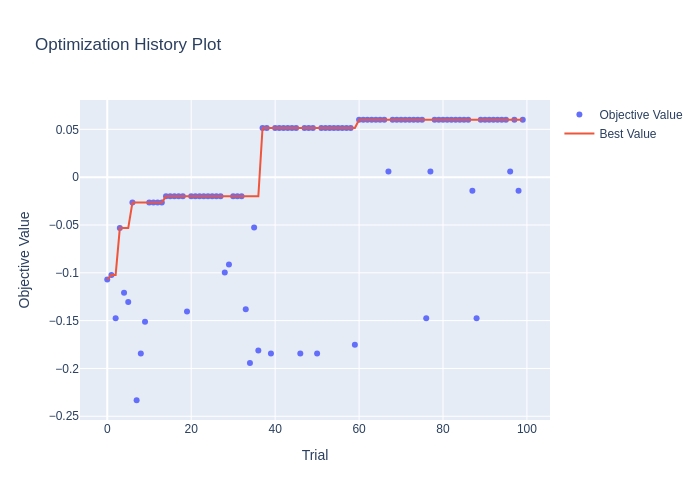 Optimization History Plot
Objective Value
Best Value
0.05
0
−0.05
−0.1
−0.15
−0.2
−0.25
Objective Value
0
20
40
60
80
100
Trial